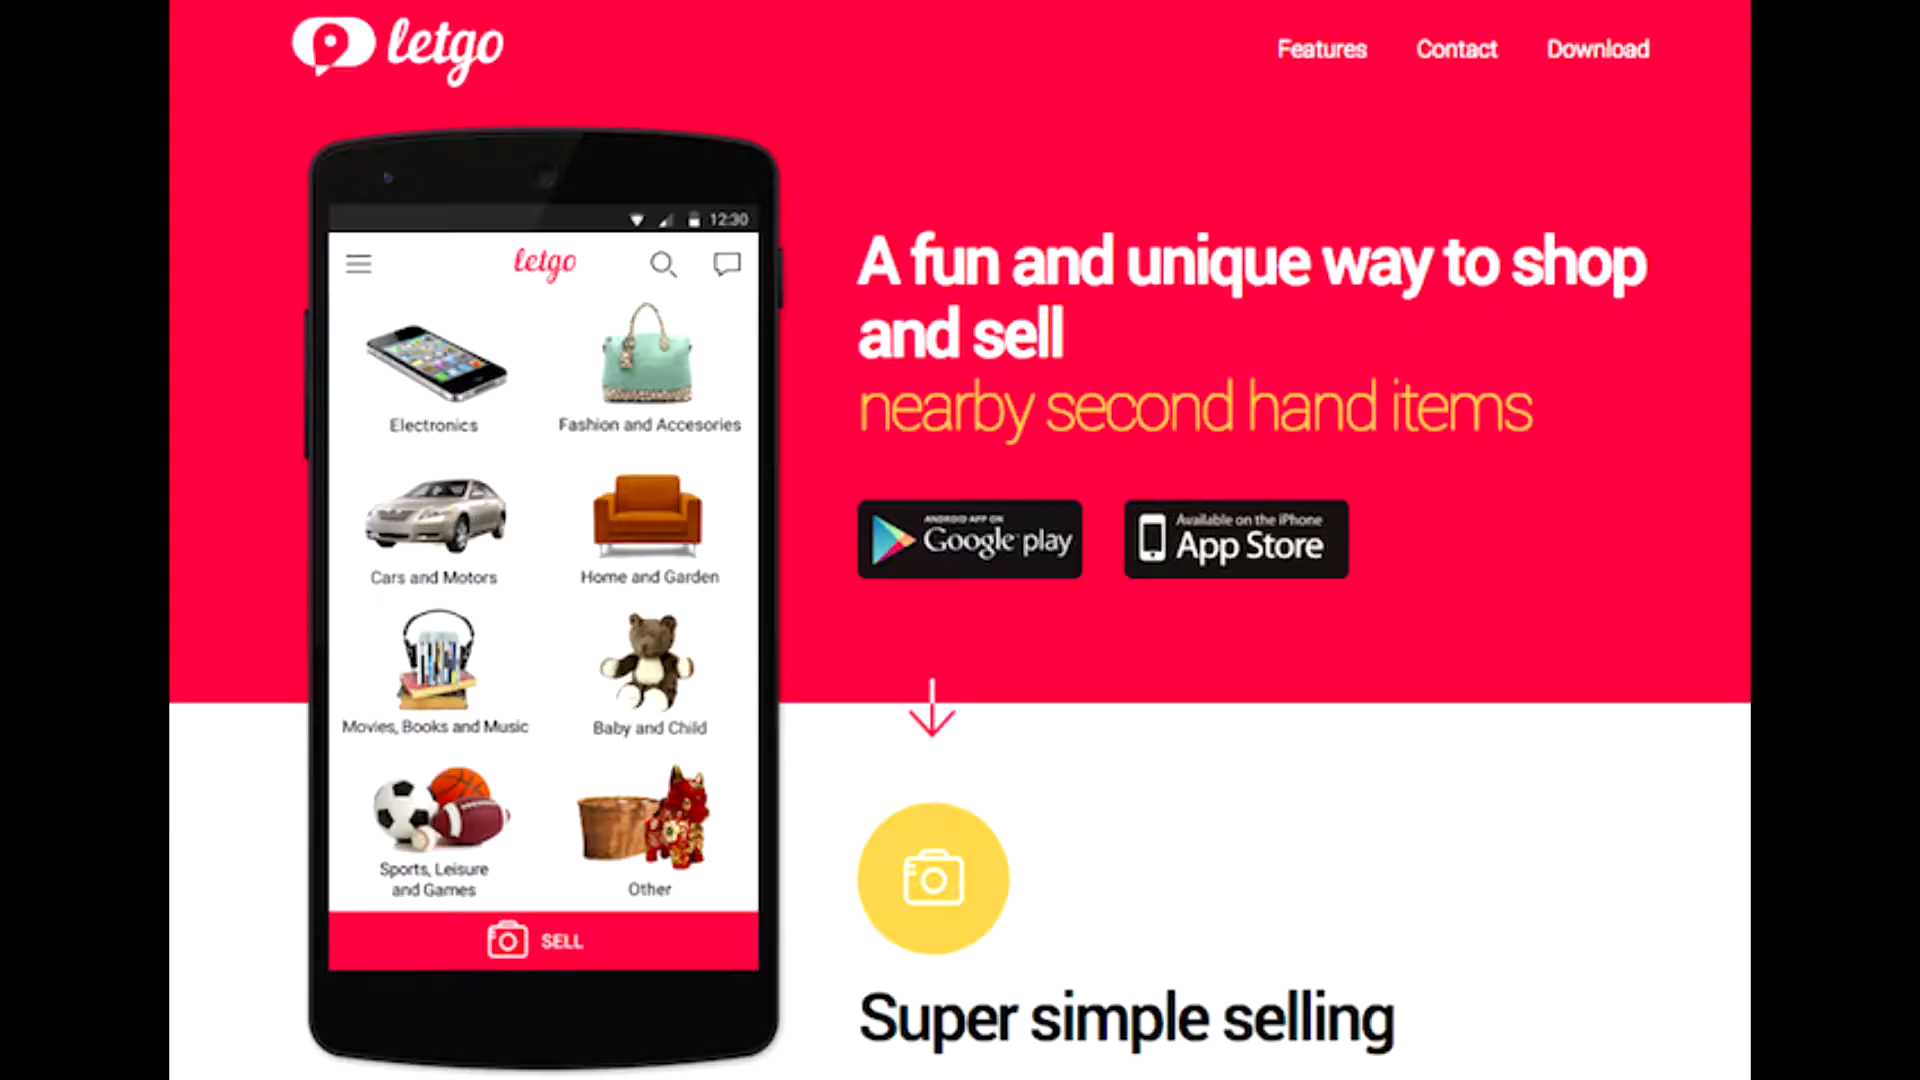 letgo
Features
Contact
Download
12:30
letgo
Electronics
Fashion and Accesories
Cars and Motors
Home and Garden
Movies, Books and Music
Baby and Child
Sports, Leisure
and Games
Other
SELL
A fun and unique way to shop
and sell
nearby second hand items
ANDROID APP ON
Google play
Available on the iPhone
App Store
Super simple selling